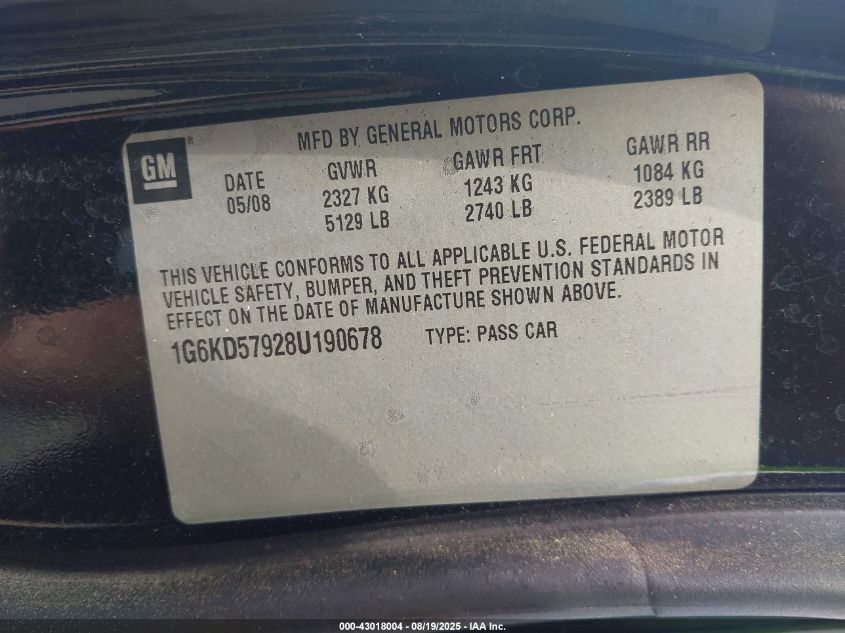 GM
MFD BY GENERAL MOTORS CORP.
DATE GVWR GAWR FRT GAWR RR
05/08 2327 KG 1243 KG 1084 KG
5129 LB 2740 LB 2389 LB
THIS VEHICLE CONFORMS TO ALL APPLICABLE U.S. FEDERAL MOTOR
VEHICLE SAFETY, BUMPER, AND THEFT PREVENTION STANDARDS IN
EFFECT ON THE DATE OF MANUFACTURE SHOWN ABOVE.
1G6KD57928U190678 TYPE: PASS CAR
000-43018004 - 08/19/2025 - IAA Inc.